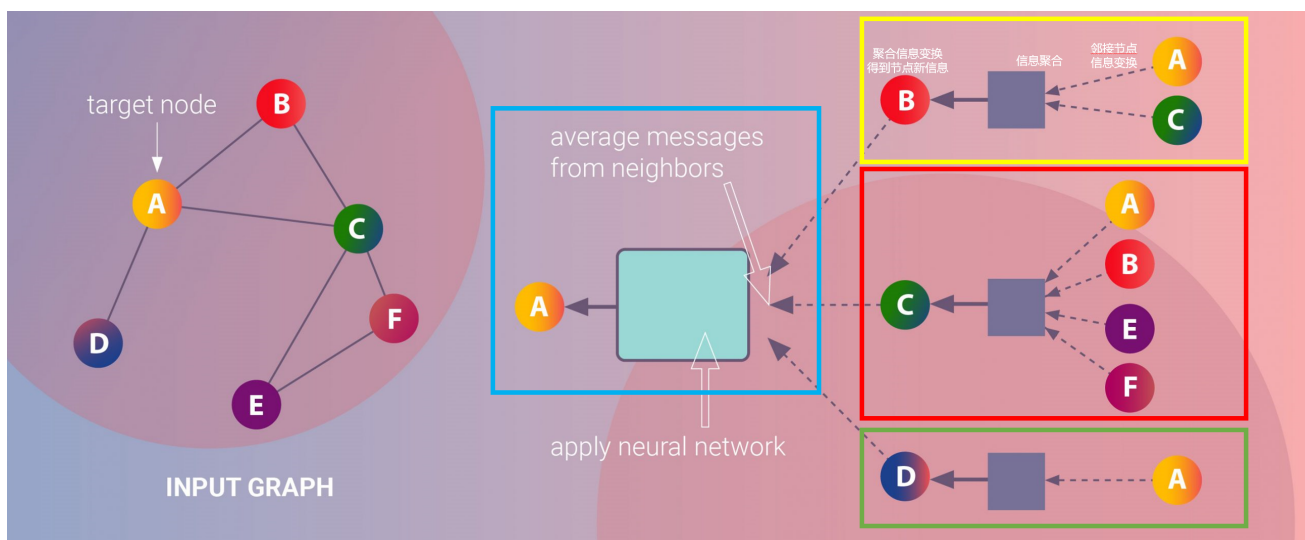 target node
B
A
C
D
F
E
INPUT GRAPH
average messages
from neighbors
A
apply neural network
聚合信息变换
得到节点新信息
信息聚合
邻接节点
信息变换
B
A
C
C
A
B
E
F
D
A